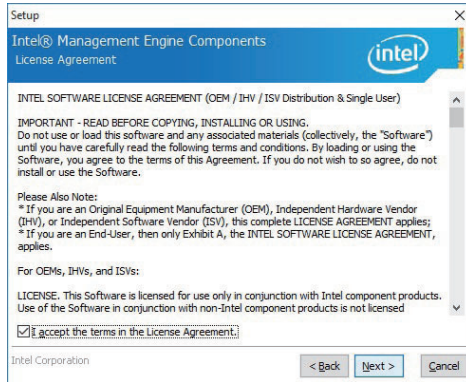 Setup
Intel® Management Engine Components
License Agreement
intel
INTEL SOFTWARE LICENSE AGREEMENT (OEM / IHV / ISV Distribution & Single User)
IMPORTANT - READ BEFORE COPYING, INSTALLING OR USING.
Do not use or load this software and any associated materials (collectively, the "Software")
until you have carefully read the following terms and conditions. By loading or using the
Software, you agree to the terms of this Agreement. If you do not wish to so agree, do not
install or use the Software.
Please Also Note:
* If you are an Original Equipment Manufacturer (OEM), Independent Hardware Vendor
(IHV), or Independent Software Vendor (ISV), this complete LICENSE AGREEMENT applies;
* If you are an End-User, then only Exhibit A, the INTEL SOFTWARE LICENSE AGREEMENT,
applies.
For OEMs, IHVs, and ISVs:
LICENSE. This Software is licensed for use only in conjunction with Intel component products.
Use of the Software in conjunction with non-Intel component products is not licensed
I accept the terms in the License Agreement.
Intel Corporation
< Back Next > Cancel